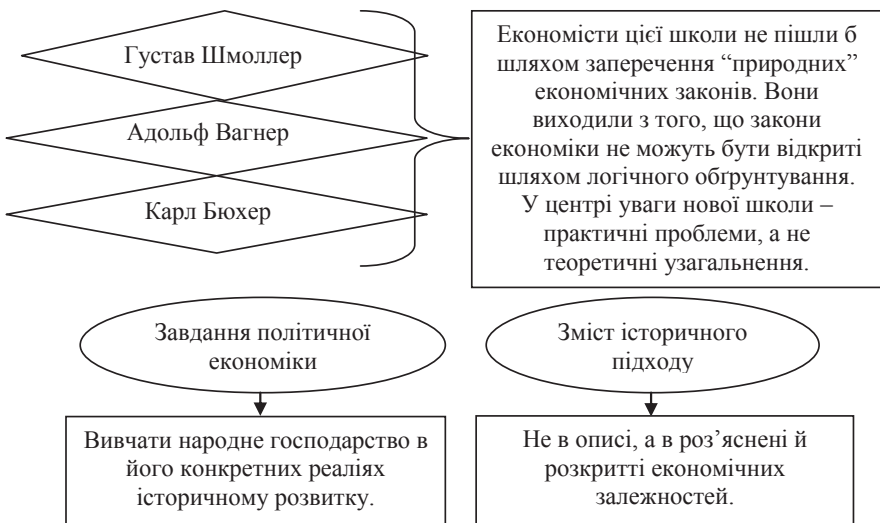 Густав Шмоллер
Адольф Вагнер
Карл Бюхер
Економісти цієї школи не пішли б
шляхом заперечення “природних”
економічних законів. Вони
виходили з того, що закони
економіки не можуть бути відкриті
шляхом логічного обґрунтування.
У центрі уваги нової школи –
практичні проблеми, а не
теоретичні узагальнення.
Завдання політичної
економіки
Зміст історичного
підходу
Вивчати народне господарство в
його конкретних реаліях
історичному розвитку.
Не в описі, а в роз’яснені й
розкритті економічних
залежностей.